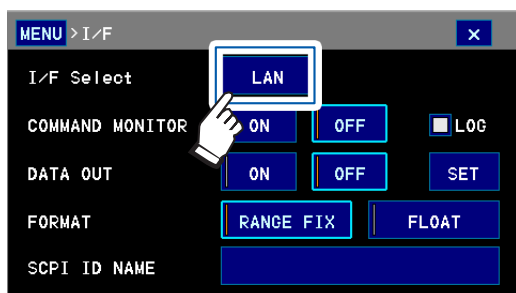 MENU > I/F ×
I/F Select LAN
COMMAND MONITOR ON OFF LOG
DATA OUT ON OFF SET
FORMAT RANGE FIX FLOAT
SCPI ID NAME